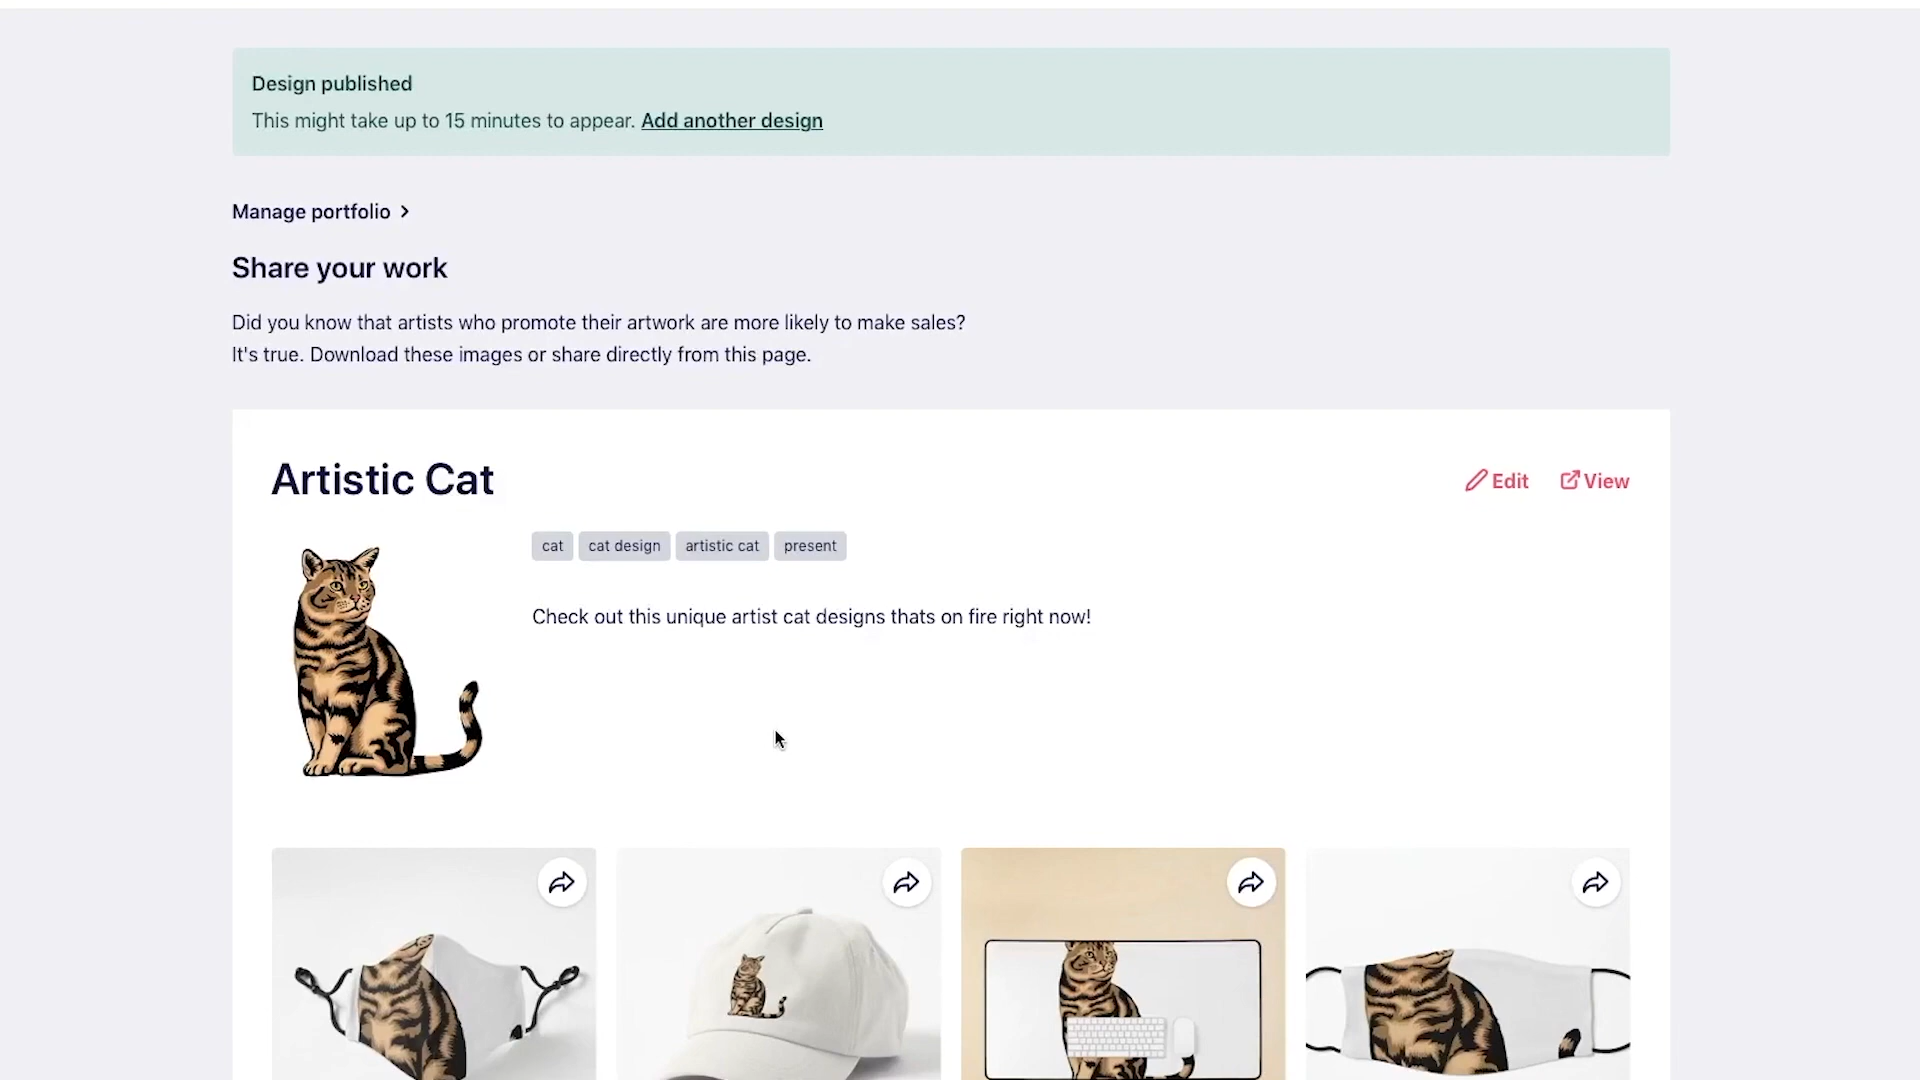 Design published
This might take up to 15 minutes to appear. Add another design
Manage portfolio
Share your work
Did you know that artists who promote their artwork are more likely to make sales?
It's true. Download these images or share directly from this page.
Artistic Cat
Edit View
cat cat design artistic cat present
Check out this unique artist cat designs thats on fire right now!